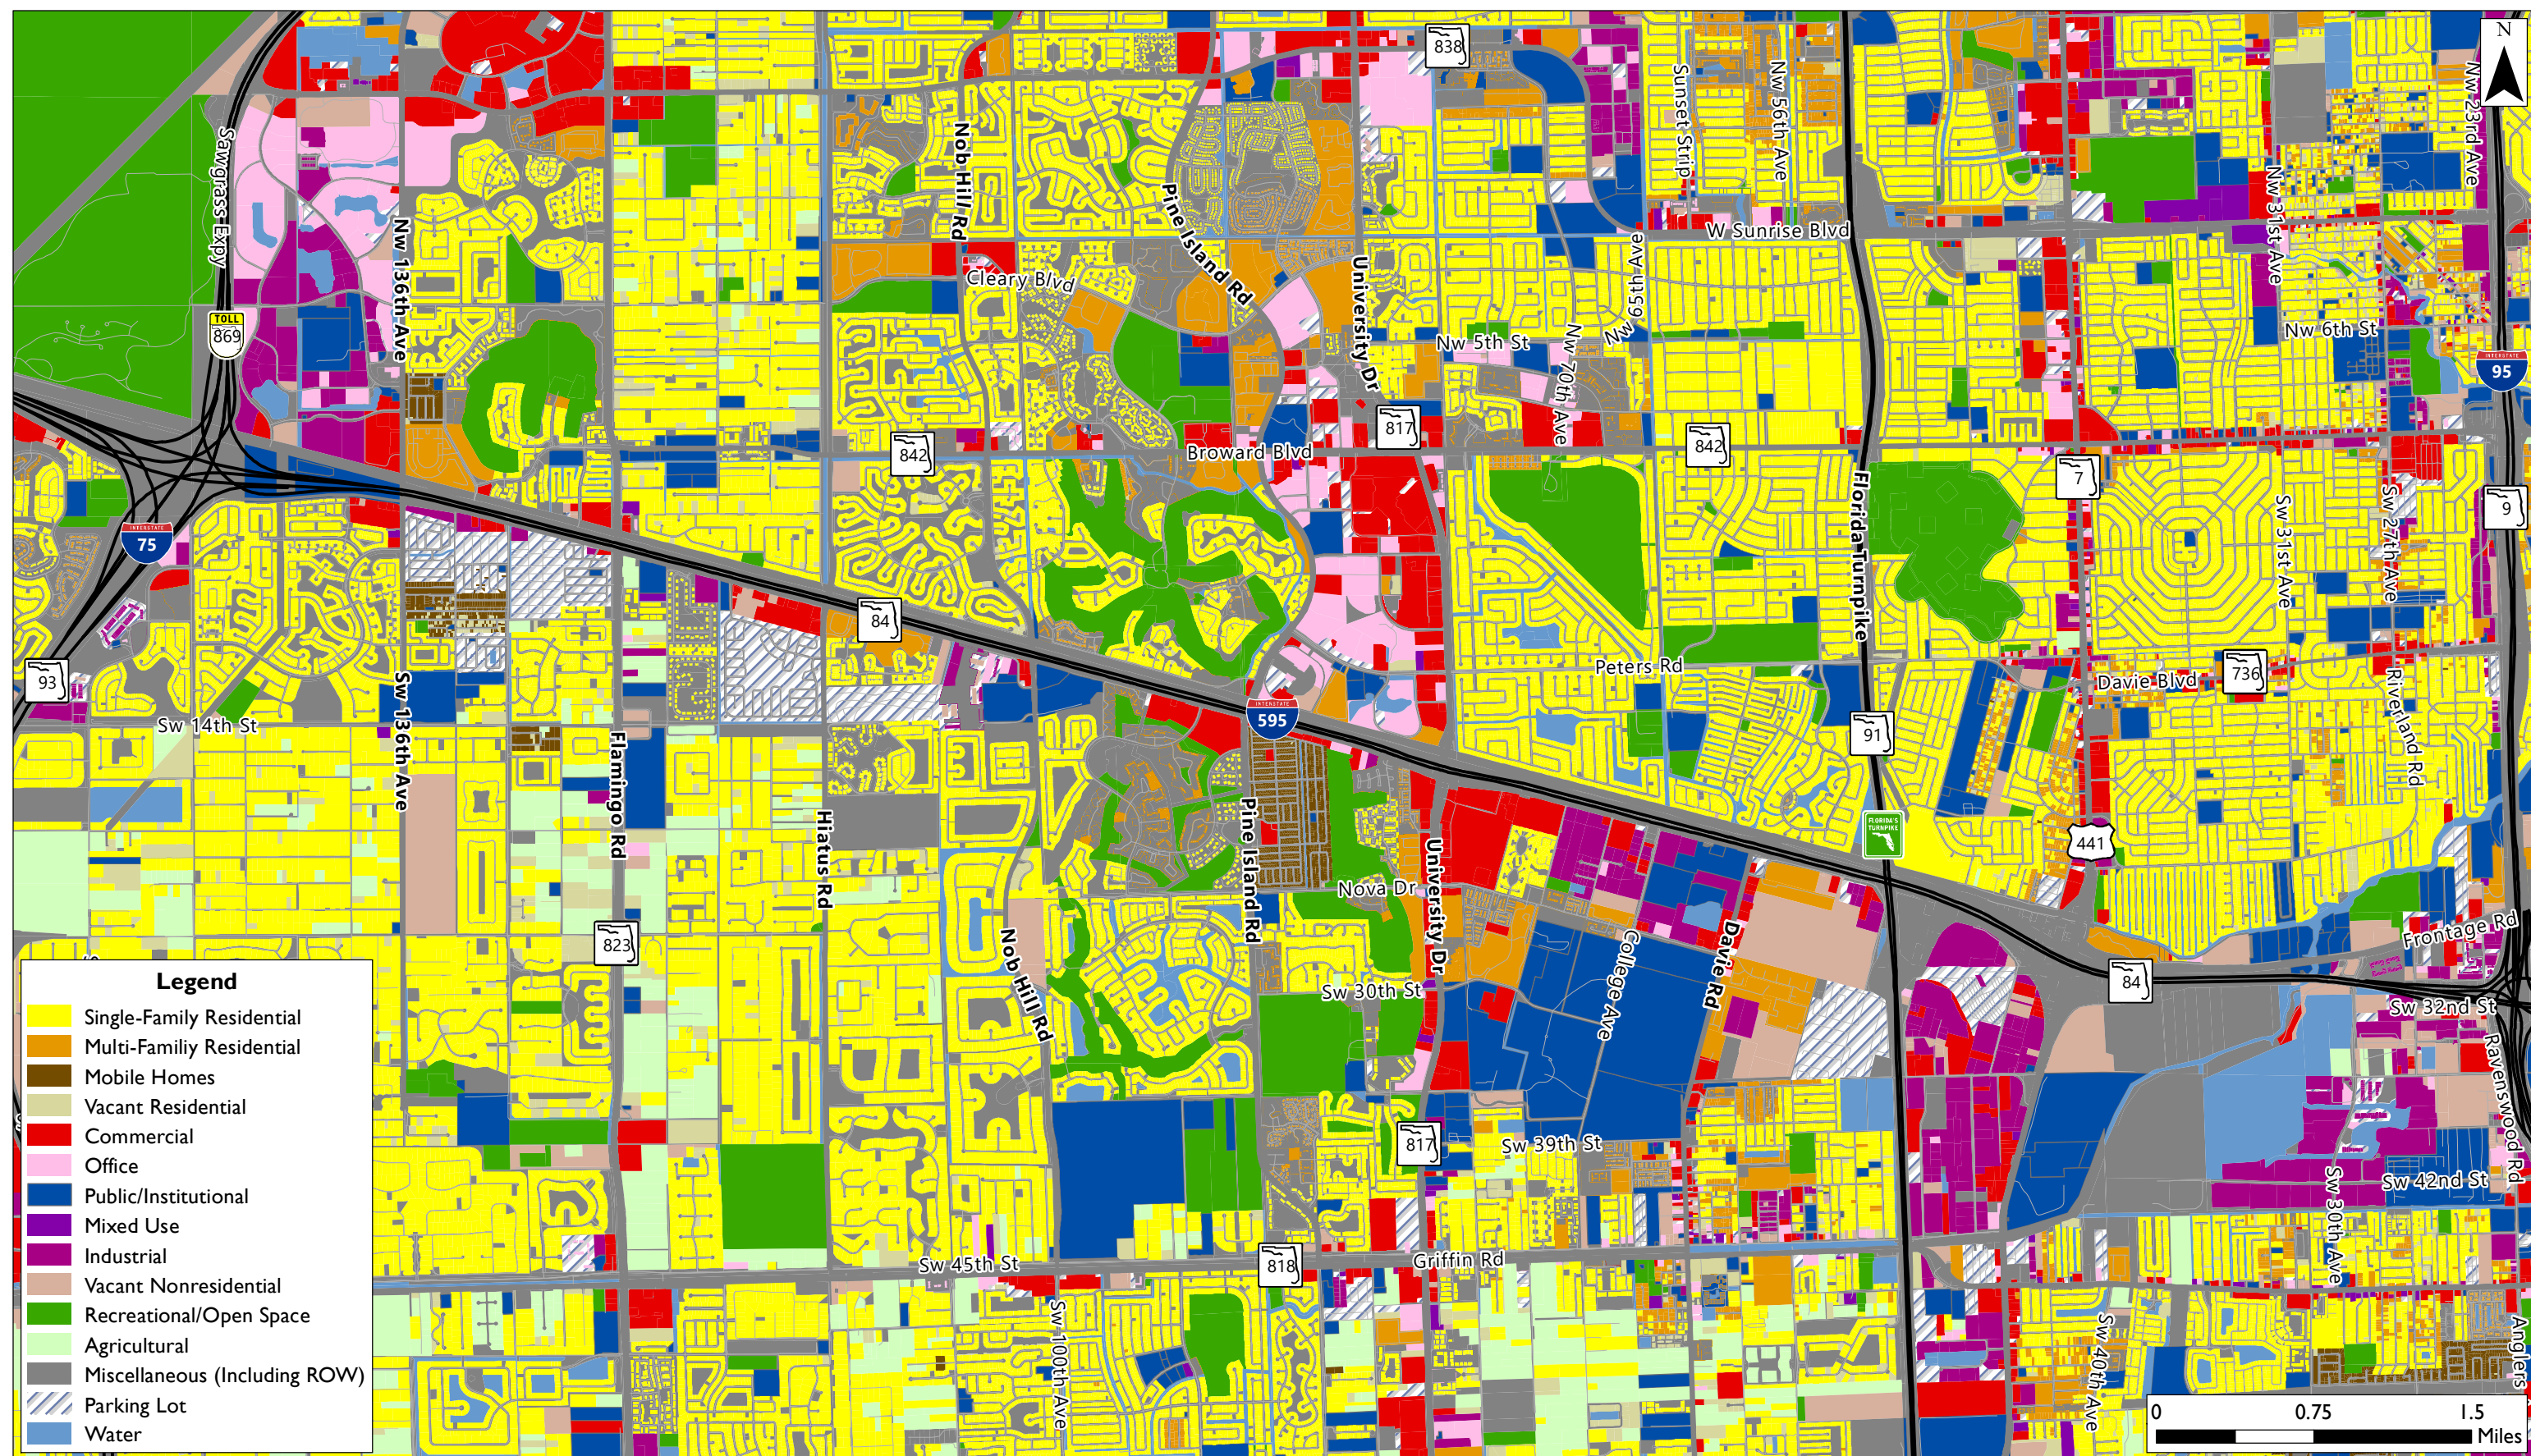 N
838
Nw 23rd Ave
Sunset Strip
Nw 56th Ave
Nob Hill Rd
Sawgrass Expy
Pine Island Rd
Nw 31st Ave
Nw 136th Ave
W Sunrise Blvd
Nw 65th Ave
University Dr
Cleary Blvd
TOLL
869
Nw 5th St
Nw 70th Ave
Nw 6th St
INTERSTATE
95
817
842
Broward Blvd
842
7
9
Florida Turnpike
Sw 31st Ave
Sw 27th Ave
INTERSTATE
75
84
93
Peters Rd
Davie Blvd
736
Riverland Rd
Sw 14th St
Sw 136th Ave
INTERSTATE
595
91
Flamingo Rd
Hiatus Rd
Pine Island Rd
University Dr
FLORIDA'S
TURNPIKE
441
Nova Dr
823
Nob Hill Rd
College Ave
Davie Rd
Frontage Rd
84
Sw 30th St
Sw 32nd St
Ravenswood Rd
817
Sw 39th St
Sw 30th Ave
Sw 42nd St
Sw 45th St
818
Griffin Rd
Sw 100th Ave
Sw 40th Ave
Anglers
Legend
Single-Family Residential
Multi-Familiy Residential
Mobile Homes
Vacant Residential
Commercial
Office
Public/Institutional
Mixed Use
Industrial
Vacant Nonresidential
Recreational/Open Space
Agricultural
Miscellaneous (Including ROW)
Parking Lot
Water
0 0.75 1.5
Miles